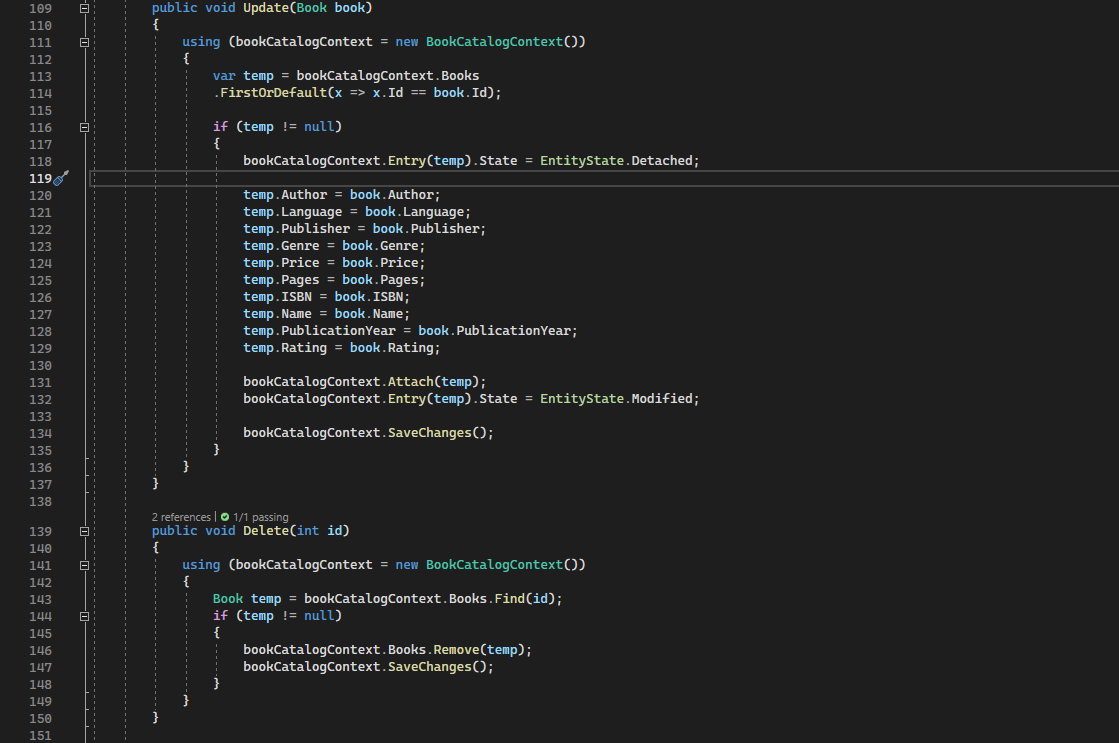 109 public void Update(Book book)
110 {
111 using (bookCatalogContext = new BookCatalogContext())
112 {
113 var temp = bookCatalogContext.Books
114 .FirstOrDefault(x => x.Id == book.Id);
115
116 if (temp != null)
117 {
118 bookCatalogContext.Entry(temp).State = EntityState.Detached;
119
120 temp.Author = book.Author;
121 temp.Language = book.Language;
122 temp.Publisher = book.Publisher;
123 temp.Genre = book.Genre;
124 temp.Price = book.Price;
125 temp.Pages = book.Pages;
126 temp.ISBN = book.ISBN;
127 temp.Name = book.Name;
128 temp.PublicationYear = book.PublicationYear;
129 temp.Rating = book.Rating;
130
131 bookCatalogContext.Attach(temp);
132 bookCatalogContext.Entry(temp).State = EntityState.Modified;
133
134 bookCatalogContext.SaveChanges();
135 }
136 }
137 }
138
2 references | 1/1 passing
139 public void Delete(int id)
140 {
141 using (bookCatalogContext = new BookCatalogContext())
142 {
143 Book temp = bookCatalogContext.Books.Find(id);
144 if (temp != null)
145 {
146 bookCatalogContext.Books.Remove(temp);
147 bookCatalogContext.SaveChanges();
148 }
149 }
150 }
151